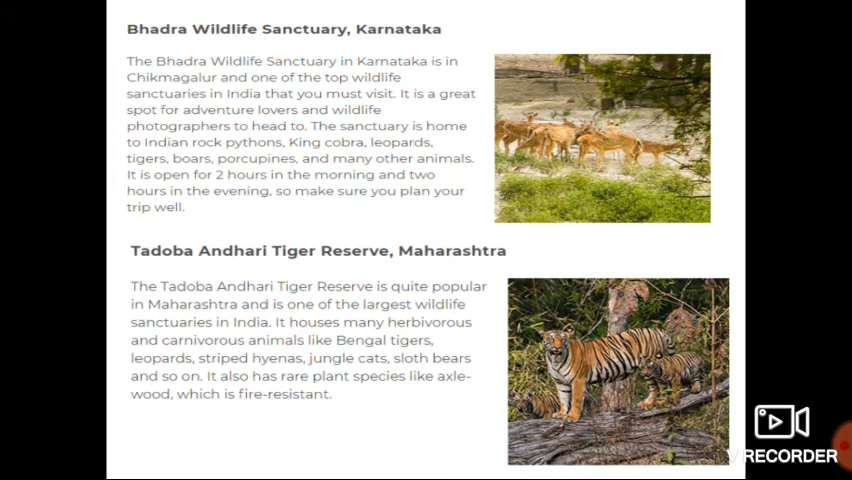 Bhadra Wildlife Sanctuary, Karnataka
The Bhadra Wildlife Sanctuary in Karnataka is in
Chikmagalur and one of the top wildlife
sanctuaries in India that you must visit. It is a great
spot for adventure lovers and wildlife
photographers to head to. The sanctuary is home
to Indian rock pythons, King cobra, leopards,
tigers, boars, porcupines, and many other animals.
It is open for 2 hours in the morning and two
hours in the evening, so make sure you plan your
trip well.
Tadoba Andhari Tiger Reserve, Maharashtra
The Tadoba Andhari Tiger Reserve is quite popular
in Maharashtra and is one of the largest wildlife
sanctuaries in India. It houses many herbivorous
and carnivorous animals like Bengal tigers,
leopards, striped hyenas, jungle cats, sloth bears
and so on. It also has rare plant species like axle-
wood, which is fire-resistant.
V RECORDER